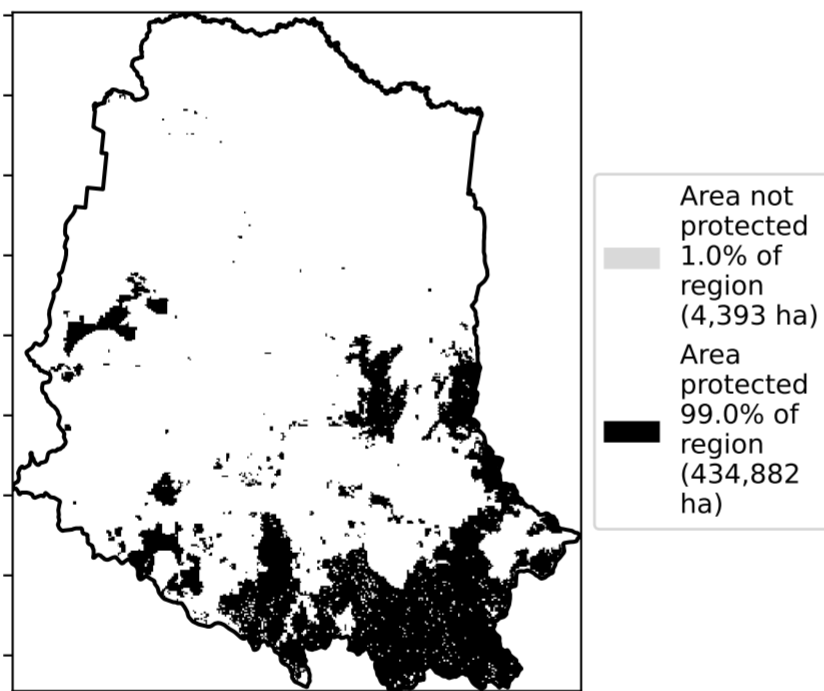 Area not
protected
1.0% of
region
(4,393 ha)
Area
protected
99.0% of
region
(434,882
ha)